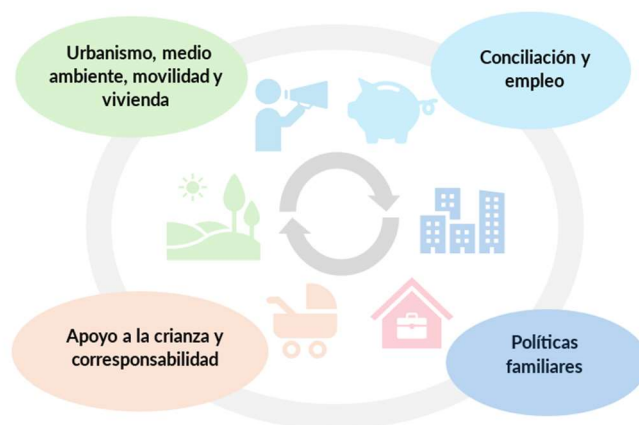 Urbanismo, medio
ambiente, movilidad y
vivienda
Conciliación y
empleo
Apoyo a la crianza y
corresponsabilidad
Políticas
familiares